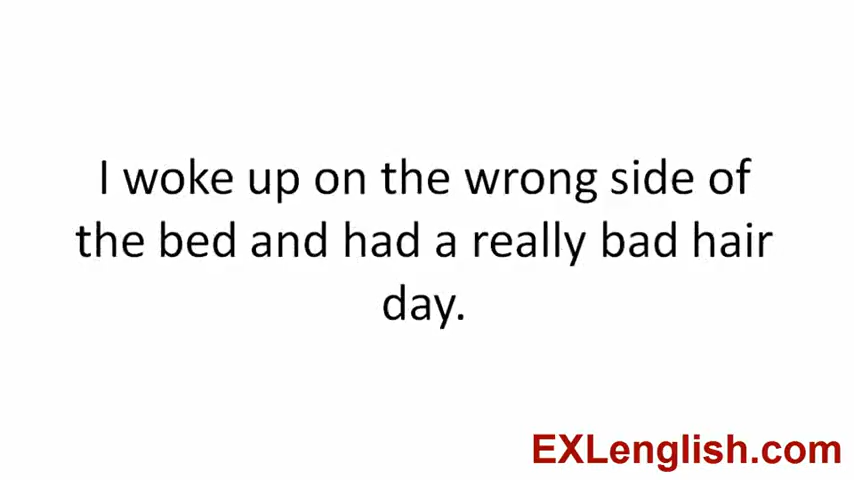 I woke up on the wrong side of
the bed and had a really bad hair
day.
EXLenglish.com